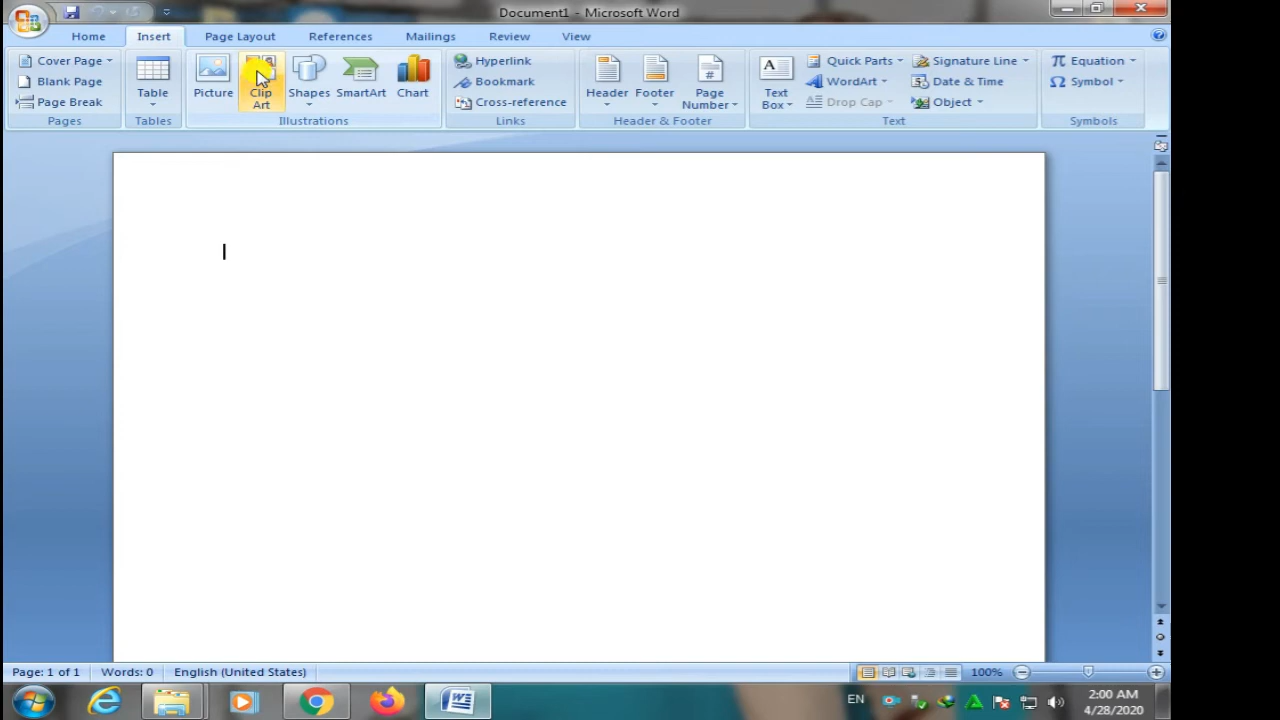 Document1 - Microsoft Word
Home Insert Page Layout References Mailings Review View
Cover Page
Blank Page
Page Break
Pages
Table
Tables
Picture
Clip
Art
Shapes
SmartArt
Chart
Illustrations
Hyperlink
Bookmark
Cross-reference
Links
Header
Footer
Page
Number
Header & Footer
Text
Box
Quick Parts
WordArt
Drop Cap
Signature Line
Date & Time
Object
Text
Equation
Symbol
Symbols
Page: 1 of 1 Words: 0 English (United States) 100%
EN
2:00 AM
4/28/2020